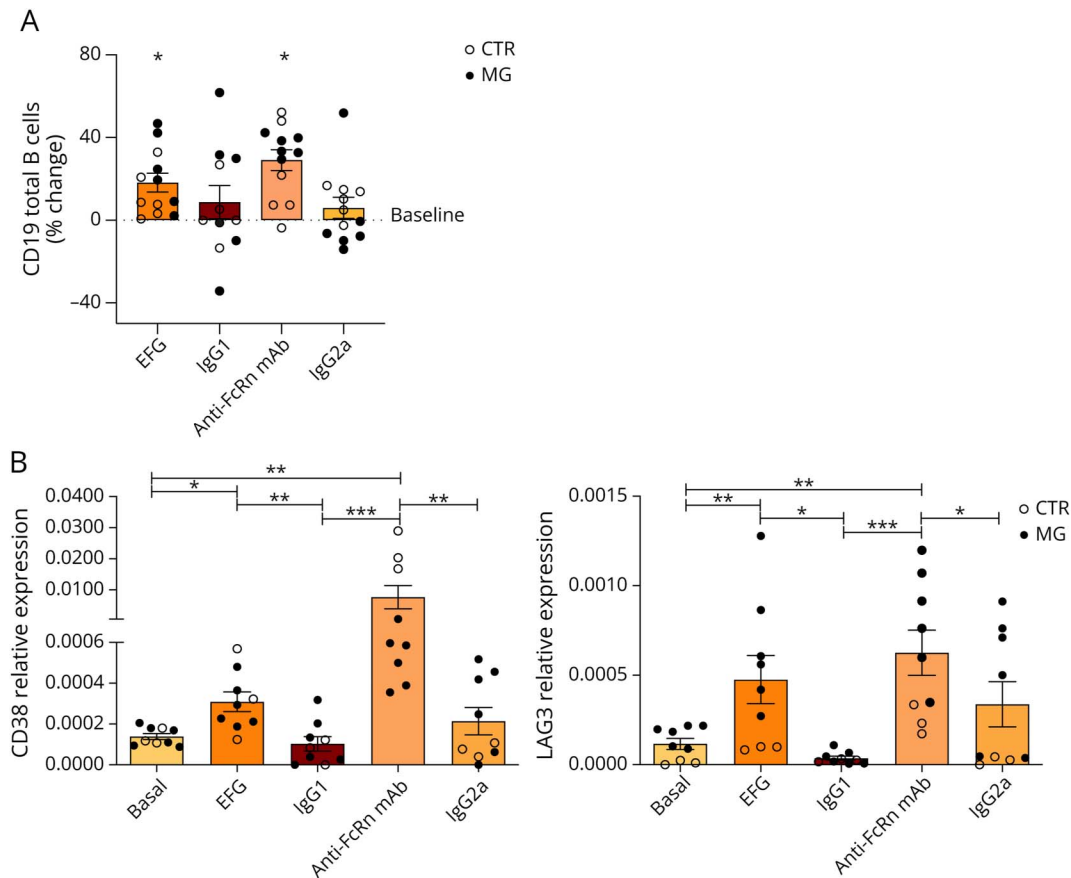 A
80
40
0
–40
CD19 total B cells
(% change)
* *
CTR
MG
Baseline
EFG
IgG1
Anti-FcRn mAb
IgG2a
B
0.0400
0.0300
0.0200
0.0100
0.0006
0.0004
0.0002
0.0000
CD38 relative expression
**
*
**
***
**
Basal
EFG
IgG1
Anti-FcRn mAb
IgG2a
0.0015
0.0010
0.0005
0.0000
LAG3 relative expression
**
**
*
***
*
CTR
MG
Basal
EFG
IgG1
Anti-FcRn mAb
IgG2a